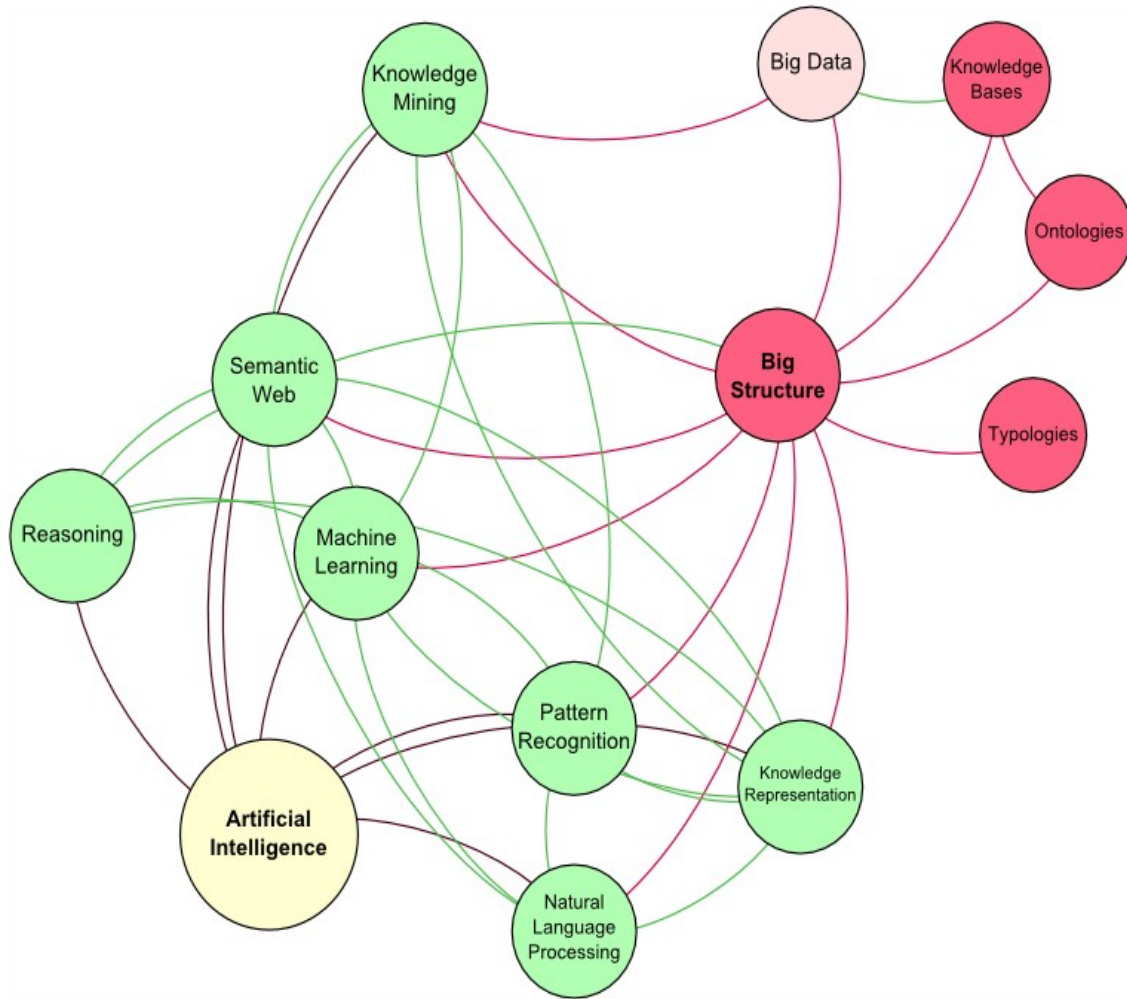 Knowledge
Mining
Big Data
Knowledge
Bases
Ontologies
Semantic
Web
Big
Structure
Typologies
Reasoning
Machine
Learning
Pattern
Recognition
Knowledge
Representation
Artificial
Intelligence
Natural
Language
Processing